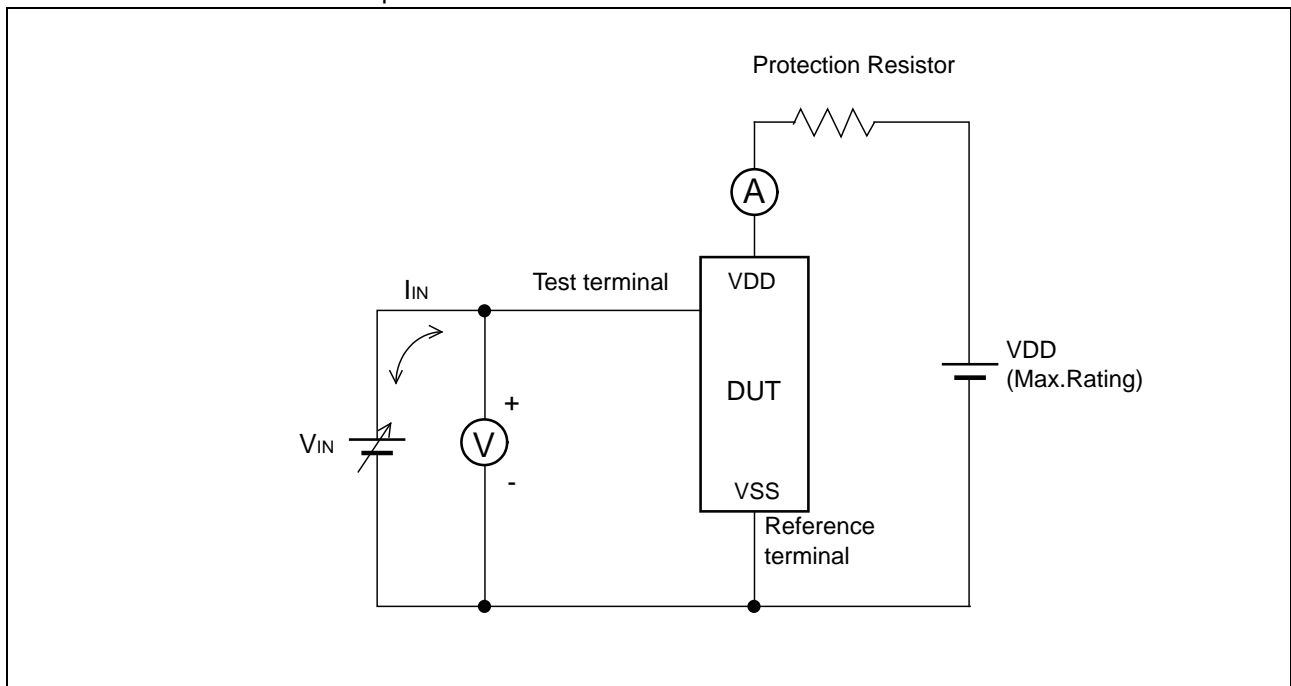 Protection Resistor
A
IIN
Test terminal
VDD
VDD
(Max.Rating)
DUT
+
VIN
V
-
VSS
Reference
terminal